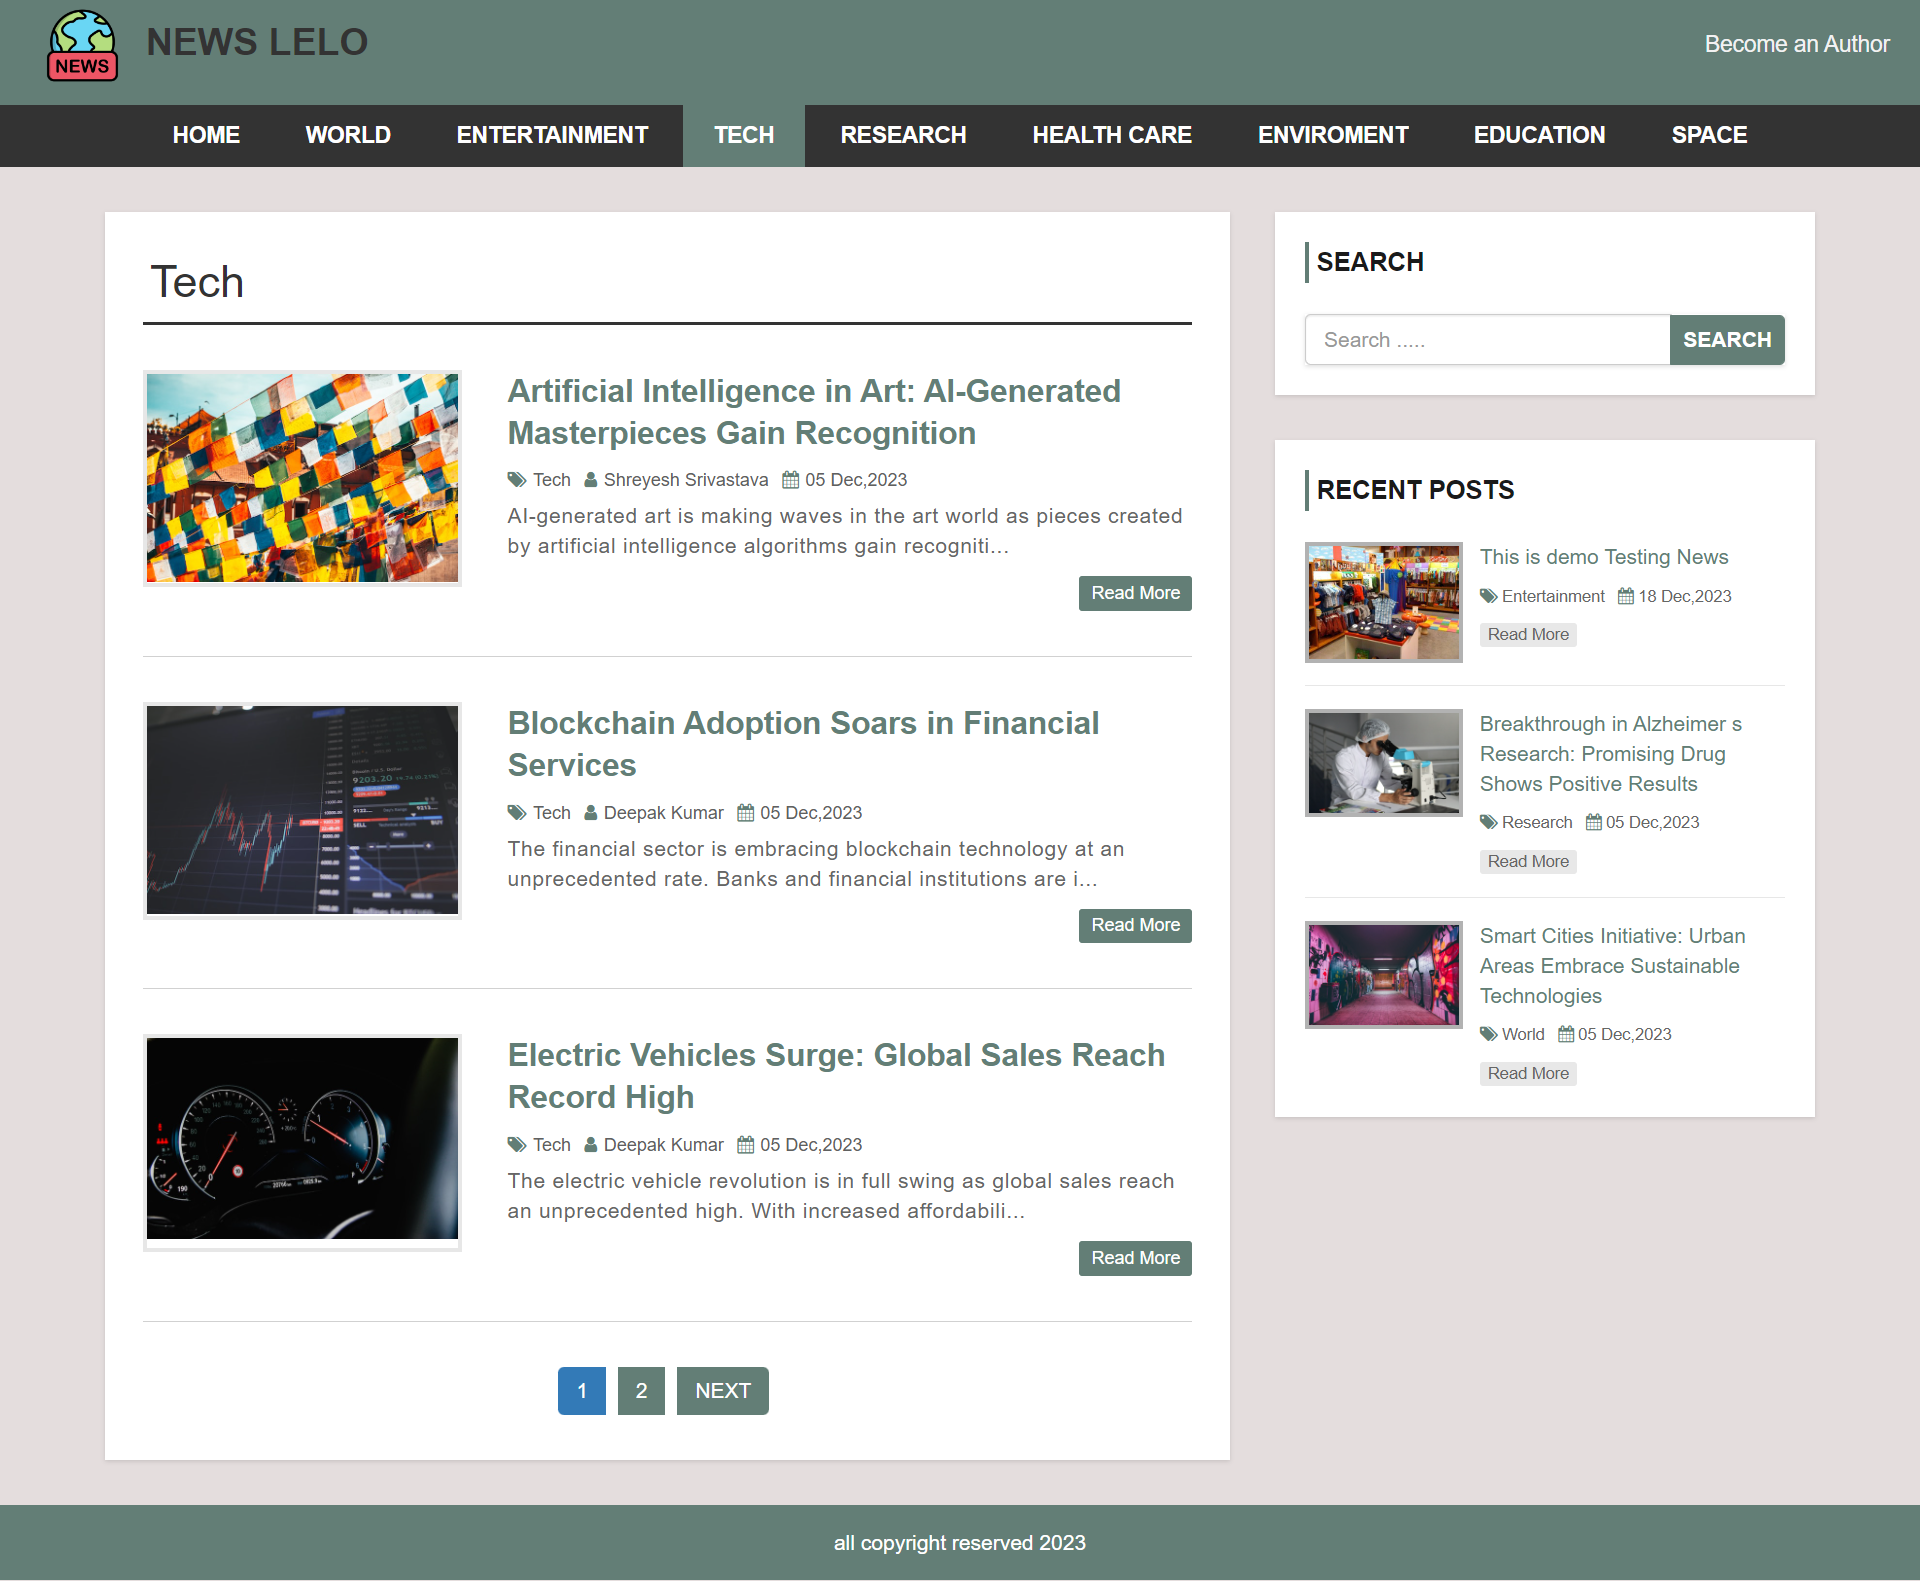 NEWS
NEWS LELO
Become an Author
HOME WORLD ENTERTAINMENT TECH RESEARCH HEALTH CARE ENVIROMENT EDUCATION SPACE
Tech
Artificial Intelligence in Art: AI-Generated
Masterpieces Gain Recognition
Tech Shreyesh Srivastava 05 Dec,2023
AI-generated art is making waves in the art world as pieces created
by artificial intelligence algorithms gain recogniti...
Read More
9203.20
SELL
BUY
Blockchain Adoption Soars in Financial
Services
Tech Deepak Kumar 05 Dec,2023
The financial sector is embracing blockchain technology at an
unprecedented rate. Banks and financial institutions are i...
Read More
Electric Vehicles Surge: Global Sales Reach
Record High
Tech Deepak Kumar 05 Dec,2023
The electric vehicle revolution is in full swing as global sales reach
an unprecedented high. With increased affordabili...
Read More
1 2 NEXT
SEARCH
Search ..... SEARCH
RECENT POSTS
This is demo Testing News
Entertainment 18 Dec,2023
Read More
Breakthrough in Alzheimer s
Research: Promising Drug
Shows Positive Results
Research 05 Dec,2023
Read More
Smart Cities Initiative: Urban
Areas Embrace Sustainable
Technologies
World 05 Dec,2023
Read More
all copyright reserved 2023